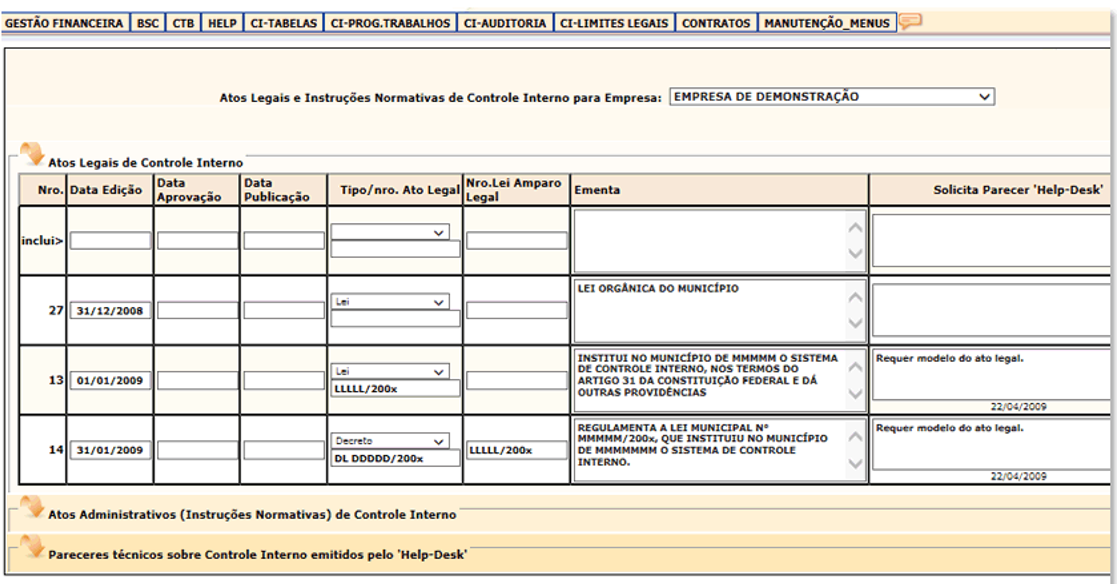 GESTÃO FINANCEIRA BSC CTB HELP CI-TABELAS CI-PROG.TRABALHOS CI-AUDITORIA CI-LIMITES LEGAIS CONTRATOS MANUTENÇÃO_MENUS
Atos Legais e Instruções Normativas de Controle Interno para Empresa: EMPRESA DE DEMONSTRAÇÃO
Atos Legais de Controle Interno
Nro. Data Edição Data Aprovação Data Publicação Tipo/nro. Ato Legal Nro.Lei Amparo Legal Ementa Solicita Parecer 'Help-Desk'
inclui>
27 31/12/2008 Lei LEI ORGÂNICA DO MUNICÍPIO
13 01/01/2009 Lei
LLLLL/200x
INSTITUI NO MUNICÍPIO DE MMMMM O SISTEMA
DE CONTROLE INTERNO, NOS TERMOS DO
ARTIGO 31 DA CONSTITUIÇÃO FEDERAL E DÁ
OUTRAS PROVIDÊNCIAS
Requer modelo do ato legal.
22/04/2009
14 31/01/2009 Decreto
DL DDDDD/200x
LLLLL/200x
REGULAMENTA A LEI MUNICIPAL Nº
MMMMM/200x, QUE INSTITUIU NO MUNICÍPIO
DE MMMMMMM O SISTEMA DE CONTROLE
INTERNO.
Requer modelo do ato legal.
22/04/2009
Atos Administrativos (Instruções Normativas) de Controle Interno
Pareceres técnicos sobre Controle Interno emitidos pelo 'Help-Desk'